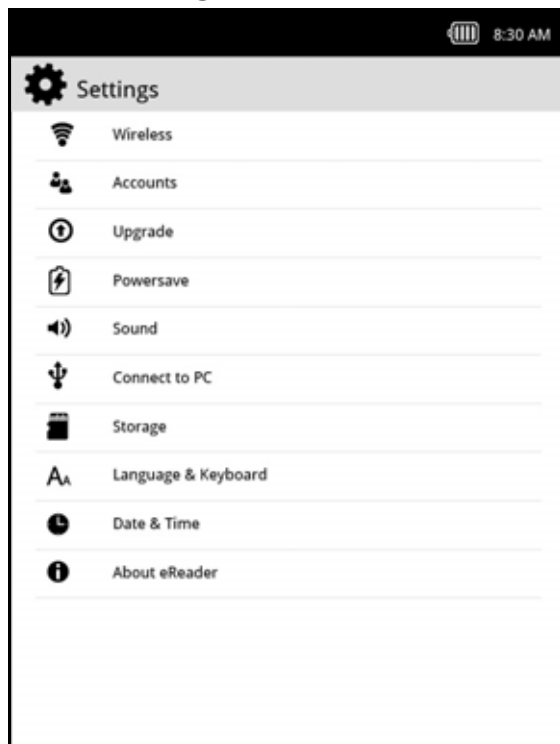 8:30 AM
Settings
Wireless
Accounts
Upgrade
Powersave
Sound
Connect to PC
Storage
AA Language & Keyboard
Date & Time
About eReader